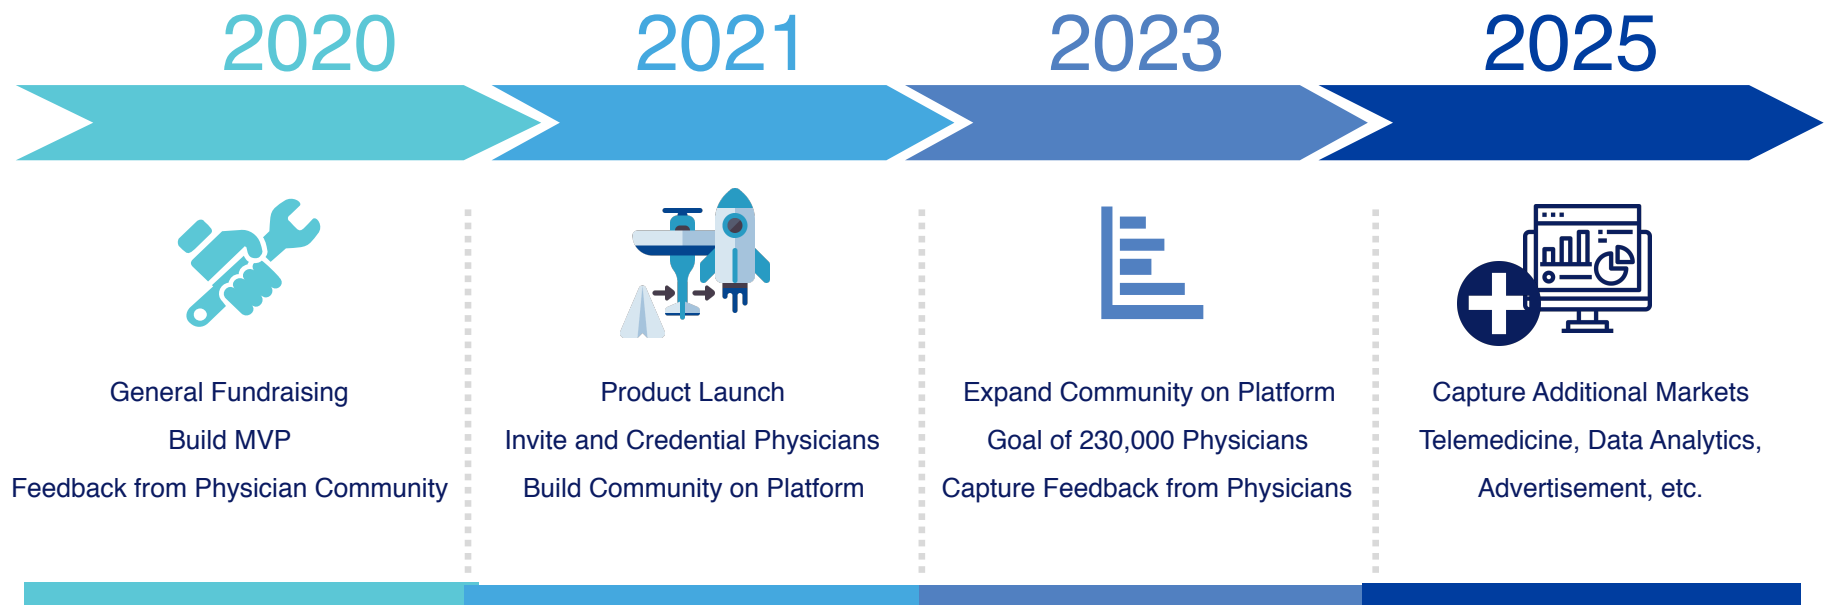 2020
2021
2023
2025
General Fundraising
Build MVP
Feedback from Physician Community
Product Launch
Invite and Credential Physicians
Build Community on Platform
Expand Community on Platform
Goal of 230,000 Physicians
Capture Feedback from Physicians
Capture Additional Markets
Telemedicine, Data Analytics,
Advertisement, etc.